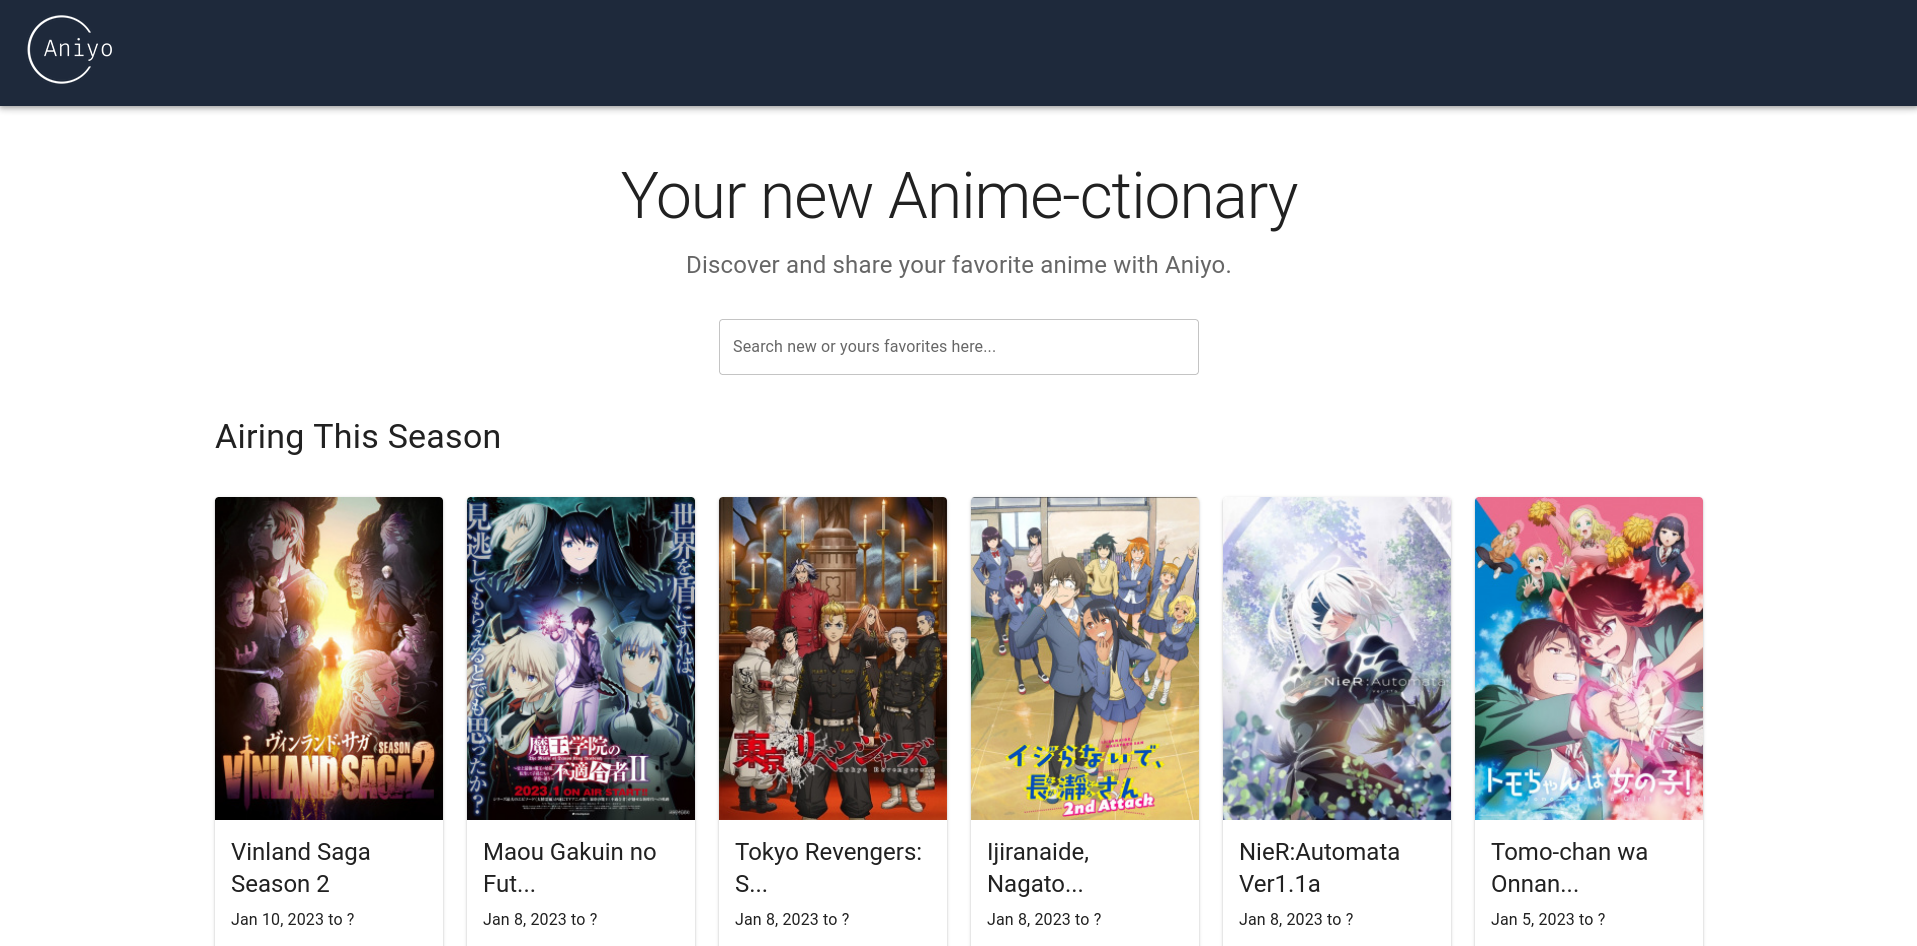 Aniyo
Your new Anime-ctionary
Discover and share your favorite anime with Aniyo.
Search new or yours favorites here...
Airing This Season
ヴィンランド・サガ
SEASON
VINLAND SAGA 2
Vinland Saga
Season 2
Jan 10, 2023 to ?
世界を盾にすれば、
見逃してもらえるとでも思ったか？
魔王学院の
不適合者II
2023.1 ON AIR START!!
Maou Gakuin no
Fut...
Jan 8, 2023 to ?
東京リベンジャーズ
Tokyo Revengers
Tokyo Revengers:
S...
Jan 8, 2023 to ?
イジらないで、
長瀞さん
2nd Attack
Ijiranaide,
Nagato...
Jan 8, 2023 to ?
NieR:Automata
NieR:Automata
Ver1.1a
Jan 8, 2023 to ?
トモちゃんは女の子!
Tomo-chan wa
Onnan...
Jan 5, 2023 to ?